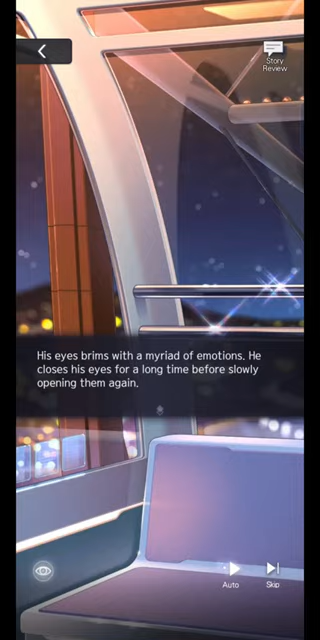 Story
Review
His eyes brims with a myriad of emotions. He
closes his eyes for a long time before slowly
opening them again.
Auto
Skip